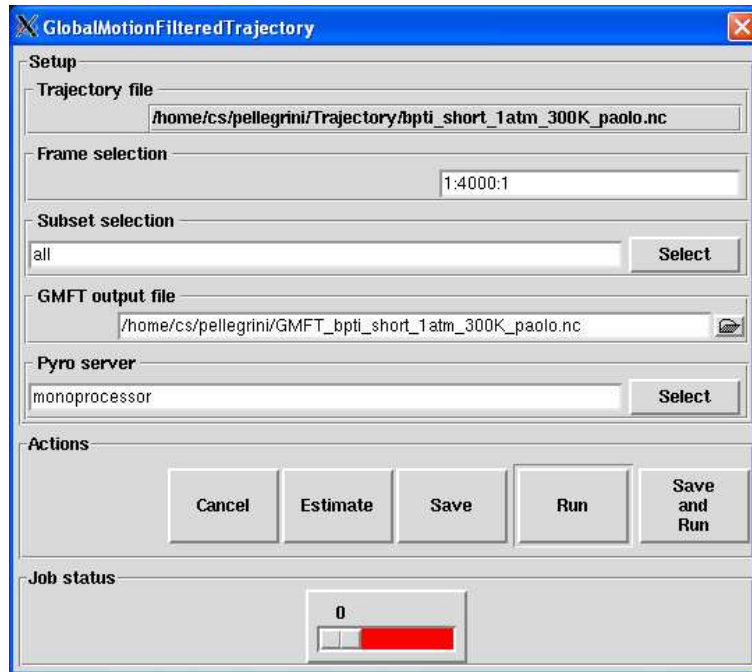 GlobalMotionFilteredTrajectory
Setup
Trajectory file
/home/cs/pellegrini/Trajectory/bpti_short_1atm_300K_paolo.nc
Frame selection
1:4000:1
Subset selection
all
Select
GMFT output file
/home/cs/pellegrini/GMFT_bpti_short_1atm_300K_paolo.nc
Pyro server
monoprocessor
Select
Actions
Cancel
Estimate
Save
Run
Save
and
Run
Job status
0